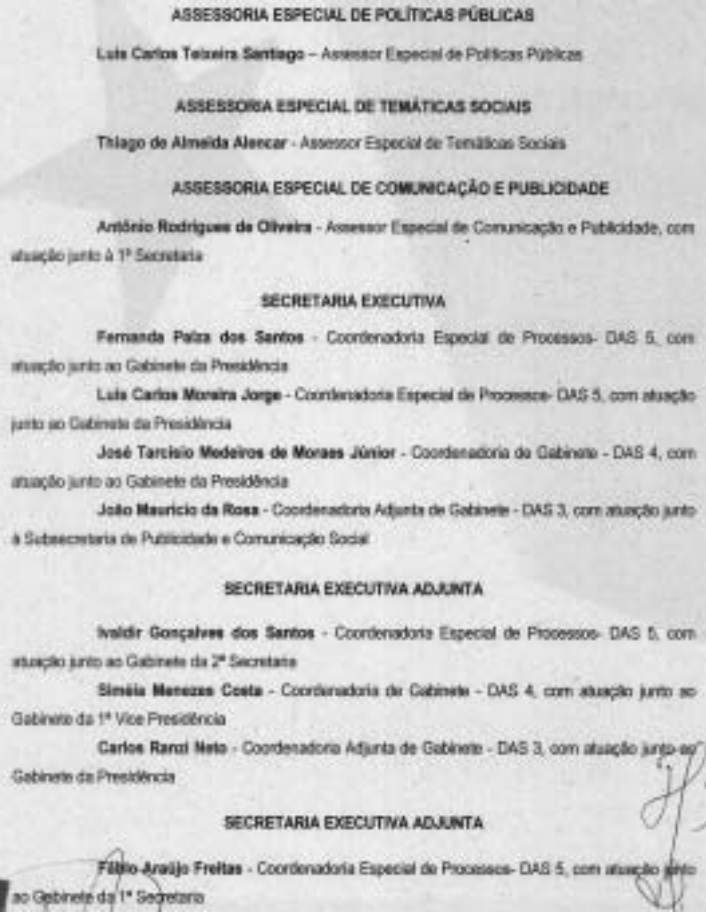 ASSESSORIA ESPECIAL DE POLÍTICAS PÚBLICAS
Luis Carlos Teixeira Santiago – Assessor Especial de Políticas Públicas
ASSESSORIA ESPECIAL DE TEMÁTICAS SOCIAIS
Thiago de Almeida Alencar - Assessor Especial de Temáticas Sociais
ASSESSORIA ESPECIAL DE COMUNICAÇÃO E PUBLICIDADE
Antônio Rodrigues de Oliveira - Assessor Especial de Comunicação e Publicidade, com
atuação junto à 1ª Secretaria
SECRETARIA EXECUTIVA
Fernanda Paiza dos Santos - Coordenadoria Especial de Processos- DAS 5, com
atuação junto ao Gabinete da Presidência
Luis Carlos Moreira Jorge - Coordenadoria Especial de Processos- DAS 5, com atuação
junto ao Gabinete da Presidência
José Tarcísio Medeiros de Moraes Júnior - Coordenadoria de Gabinete - DAS 4, com
atuação junto ao Gabinete da Presidência
João Mauricio da Rosa - Coordenadoria Adjunta de Gabinete - DAS 3, com atuação junto
à Subsecretaria de Publicidade e Comunicação Social
SECRETARIA EXECUTIVA ADJUNTA
Ivaldir Gonçalves dos Santos - Coordenadoria Especial de Processos- DAS 5, com
atuação junto ao Gabinete da 2ª Secretaria
Siméia Menezes Costa - Coordenadoria de Gabinete - DAS 4, com atuação junto ao
Gabinete da 1ª Vice Presidência
Carlos Ranzi Neto - Coordenadoria Adjunta de Gabinete - DAS 3, com atuação junto ao
Gabinete da Presidência
SECRETARIA EXECUTIVA ADJUNTA
Fábio Araújo Freitas - Coordenadoria Especial de Processos- DAS 5, com atuação junto
ao Gabinete da 1ª Secretaria